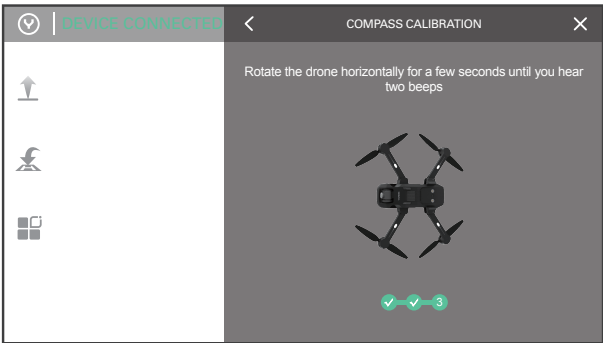 DEVICE CONNECTED
COMPASS CALIBRATION
Rotate the drone horizontally for a few seconds until you hear
two beeps
3